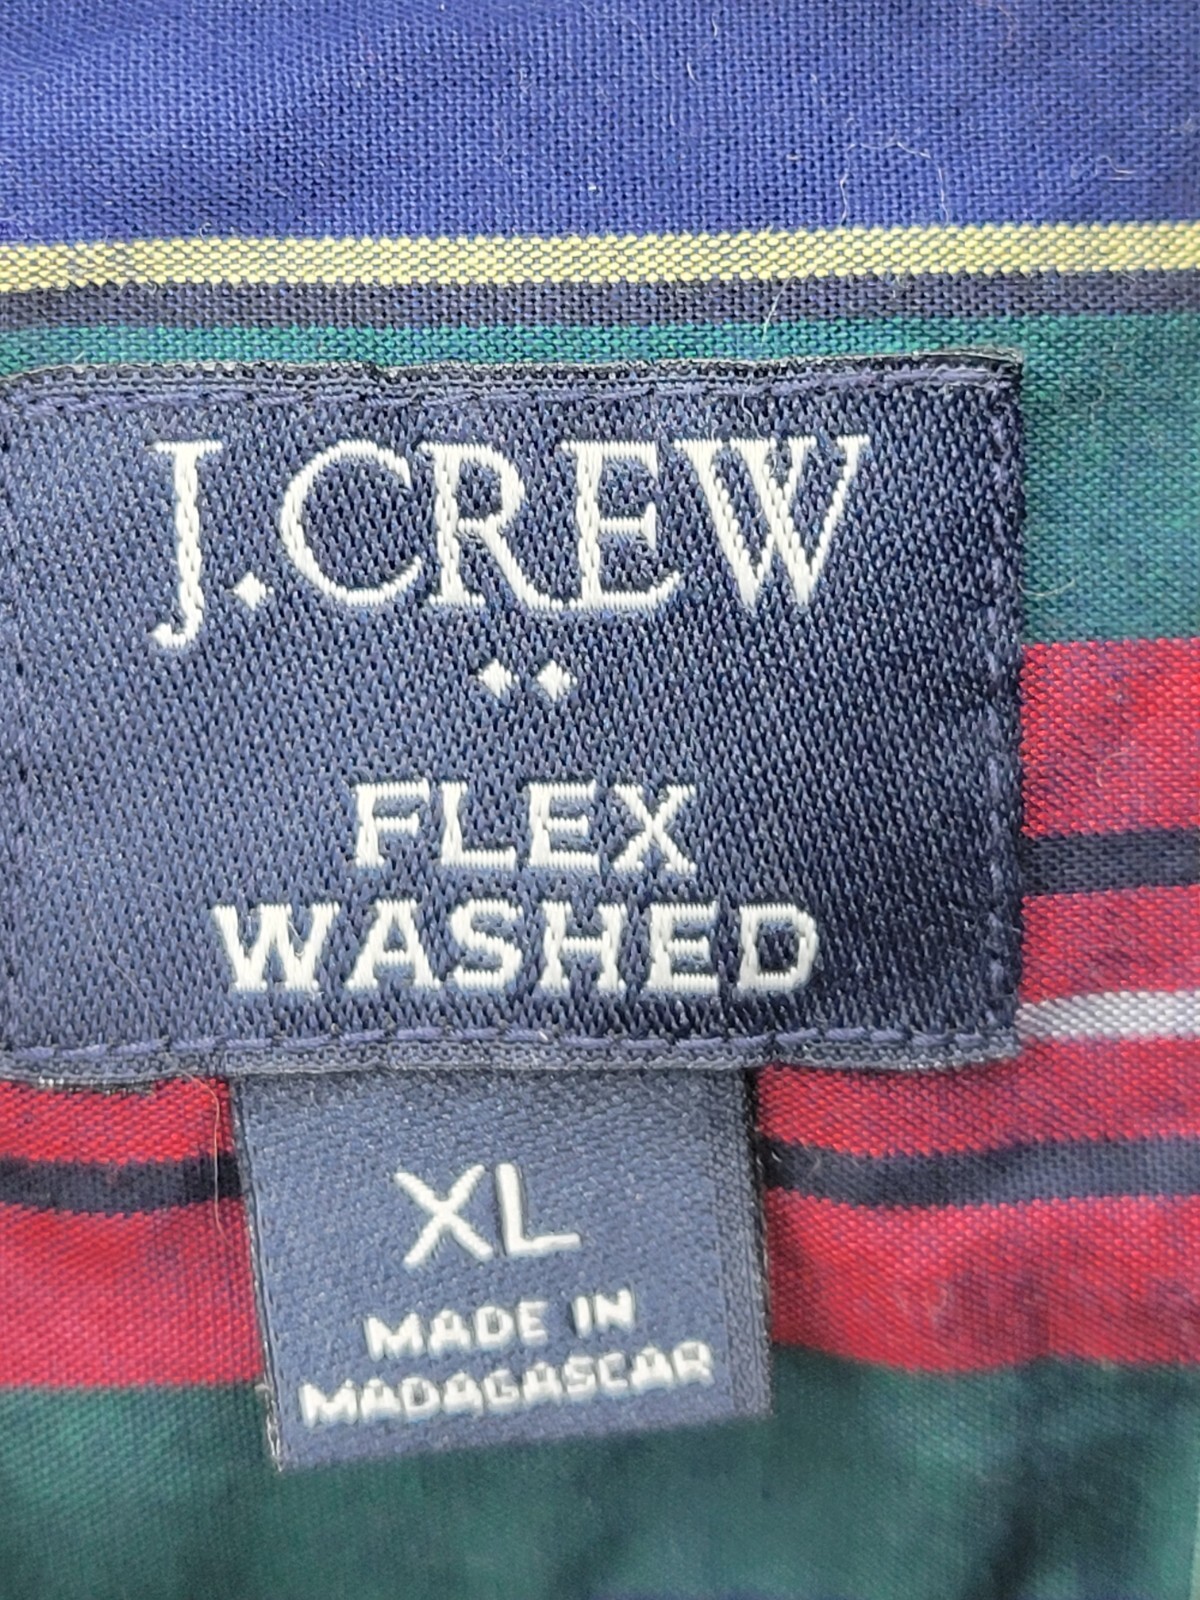 J.CREW
FLEX
WASHED
XL
MADE IN
MADAGASCAR